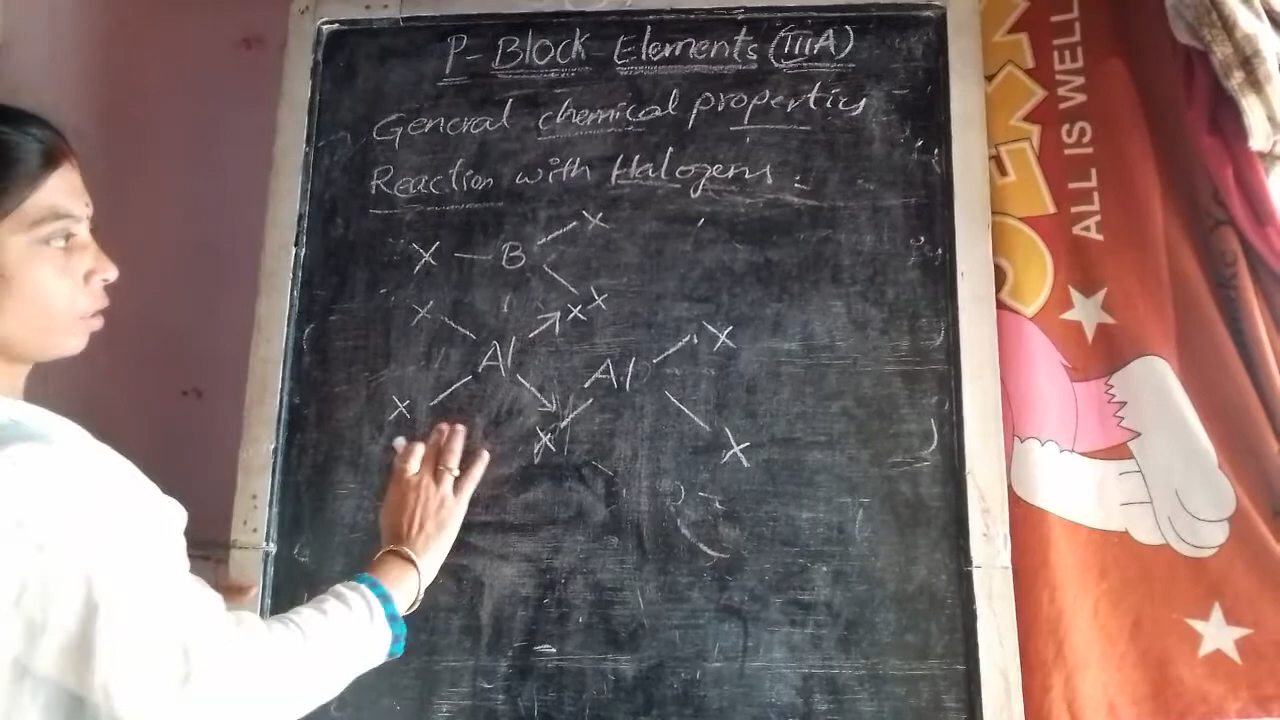 P-Block Elements (IIIA)
General chemical properties
Reaction with Halogens.
X — B X
X
X Al X
X X
Al X
X
ALL IS WELL